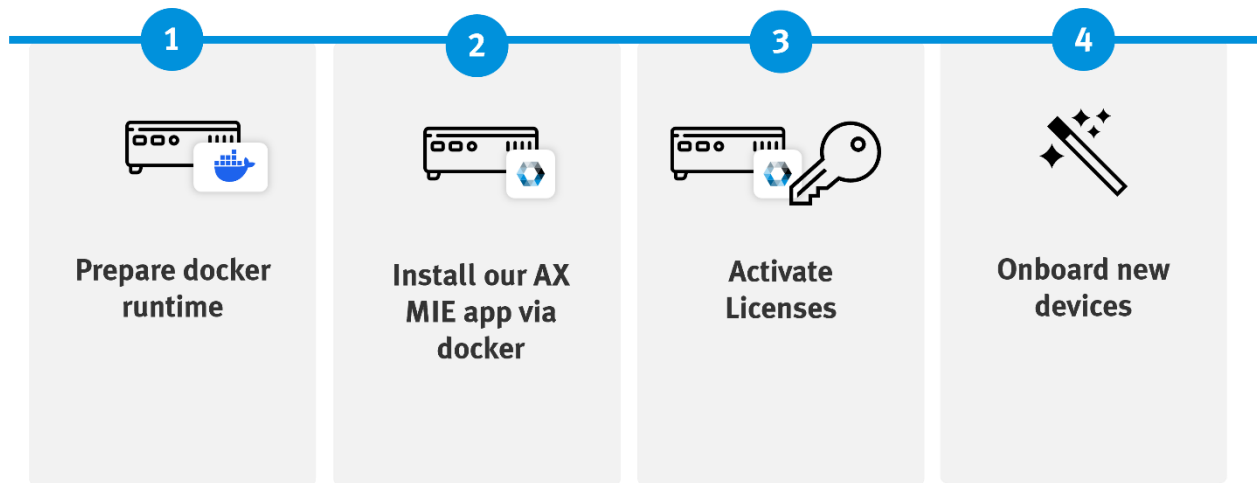 1
2
3
4
Prepare docker
runtime
Install our AX
MIE app via
docker
Activate
Licenses
Onboard new
devices